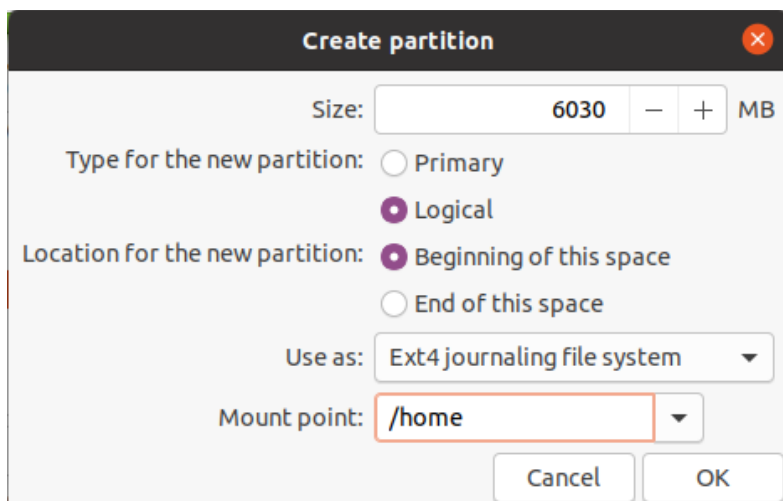 Create partition
Size: 6030 − + MB
Type for the new partition: Primary
Logical
Location for the new partition: Beginning of this space
End of this space
Use as: Ext4 journaling file system
Mount point: /home
Cancel OK